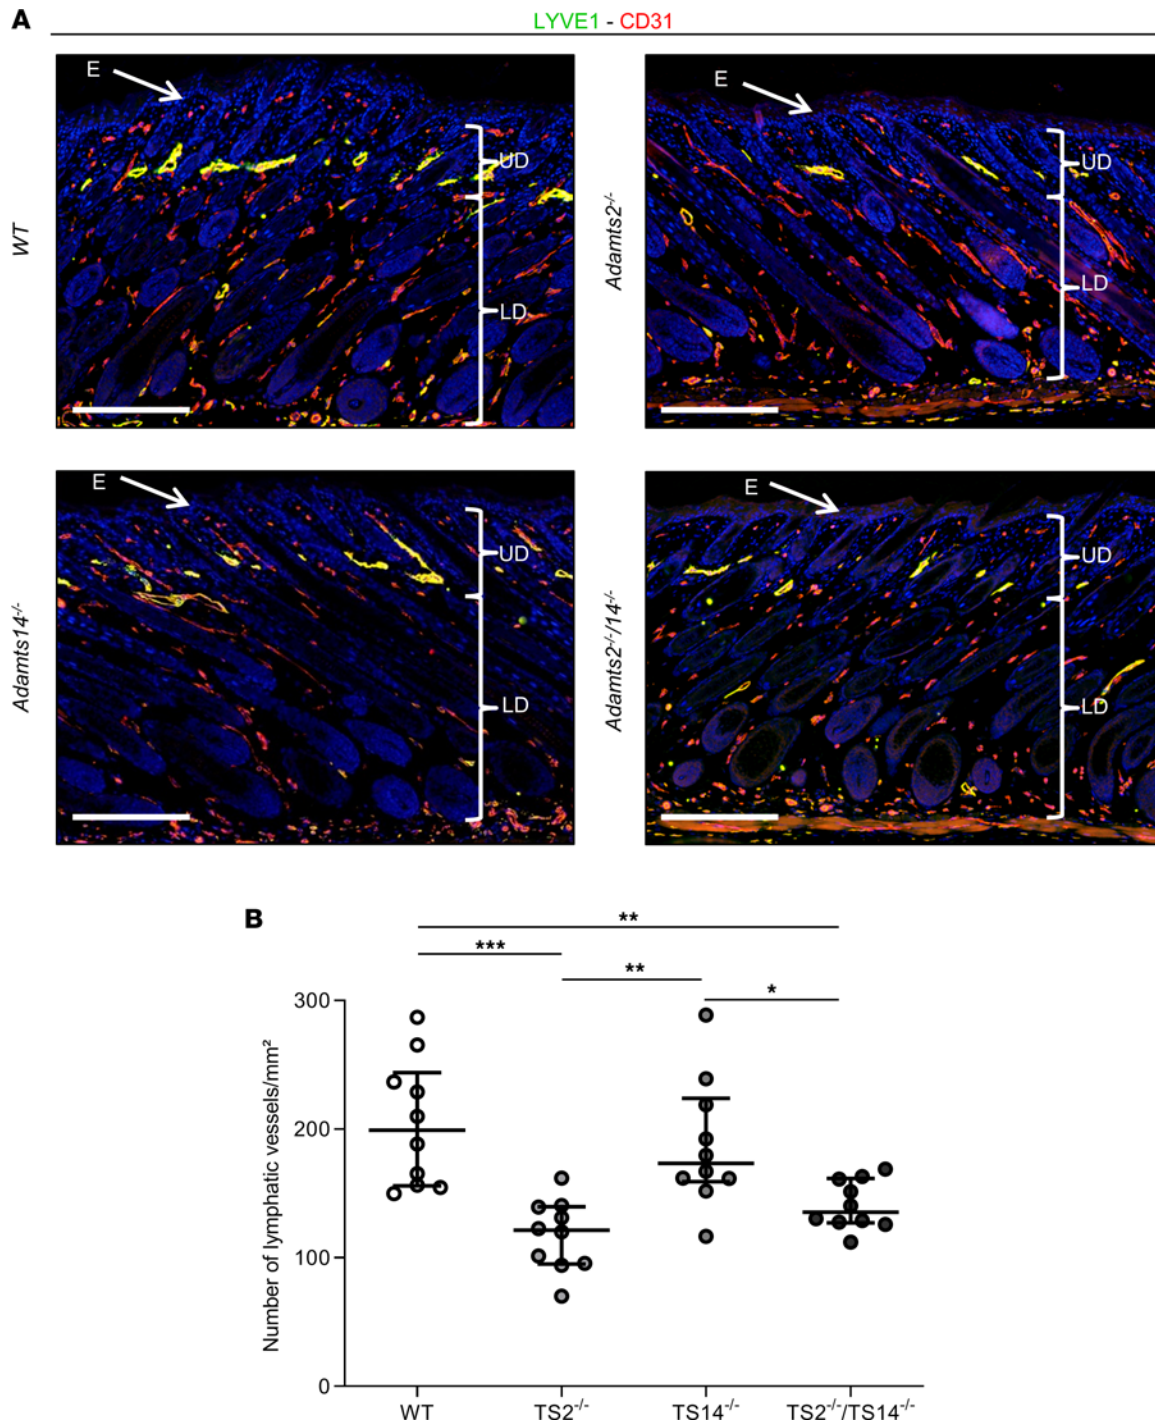 A
LYVE1 - CD31
WT
E
UD
LD
Adamts2-/-
E
UD
LD
Adamts14-/-
E
UD
LD
Adamts2-/-/14-/-
E
UD
LD
B
**
***
**
*
Number of lymphatic vessels/mm²
300
200
100
0
WT
TS2-/-
TS14-/-
TS2-/-/TS14-/-